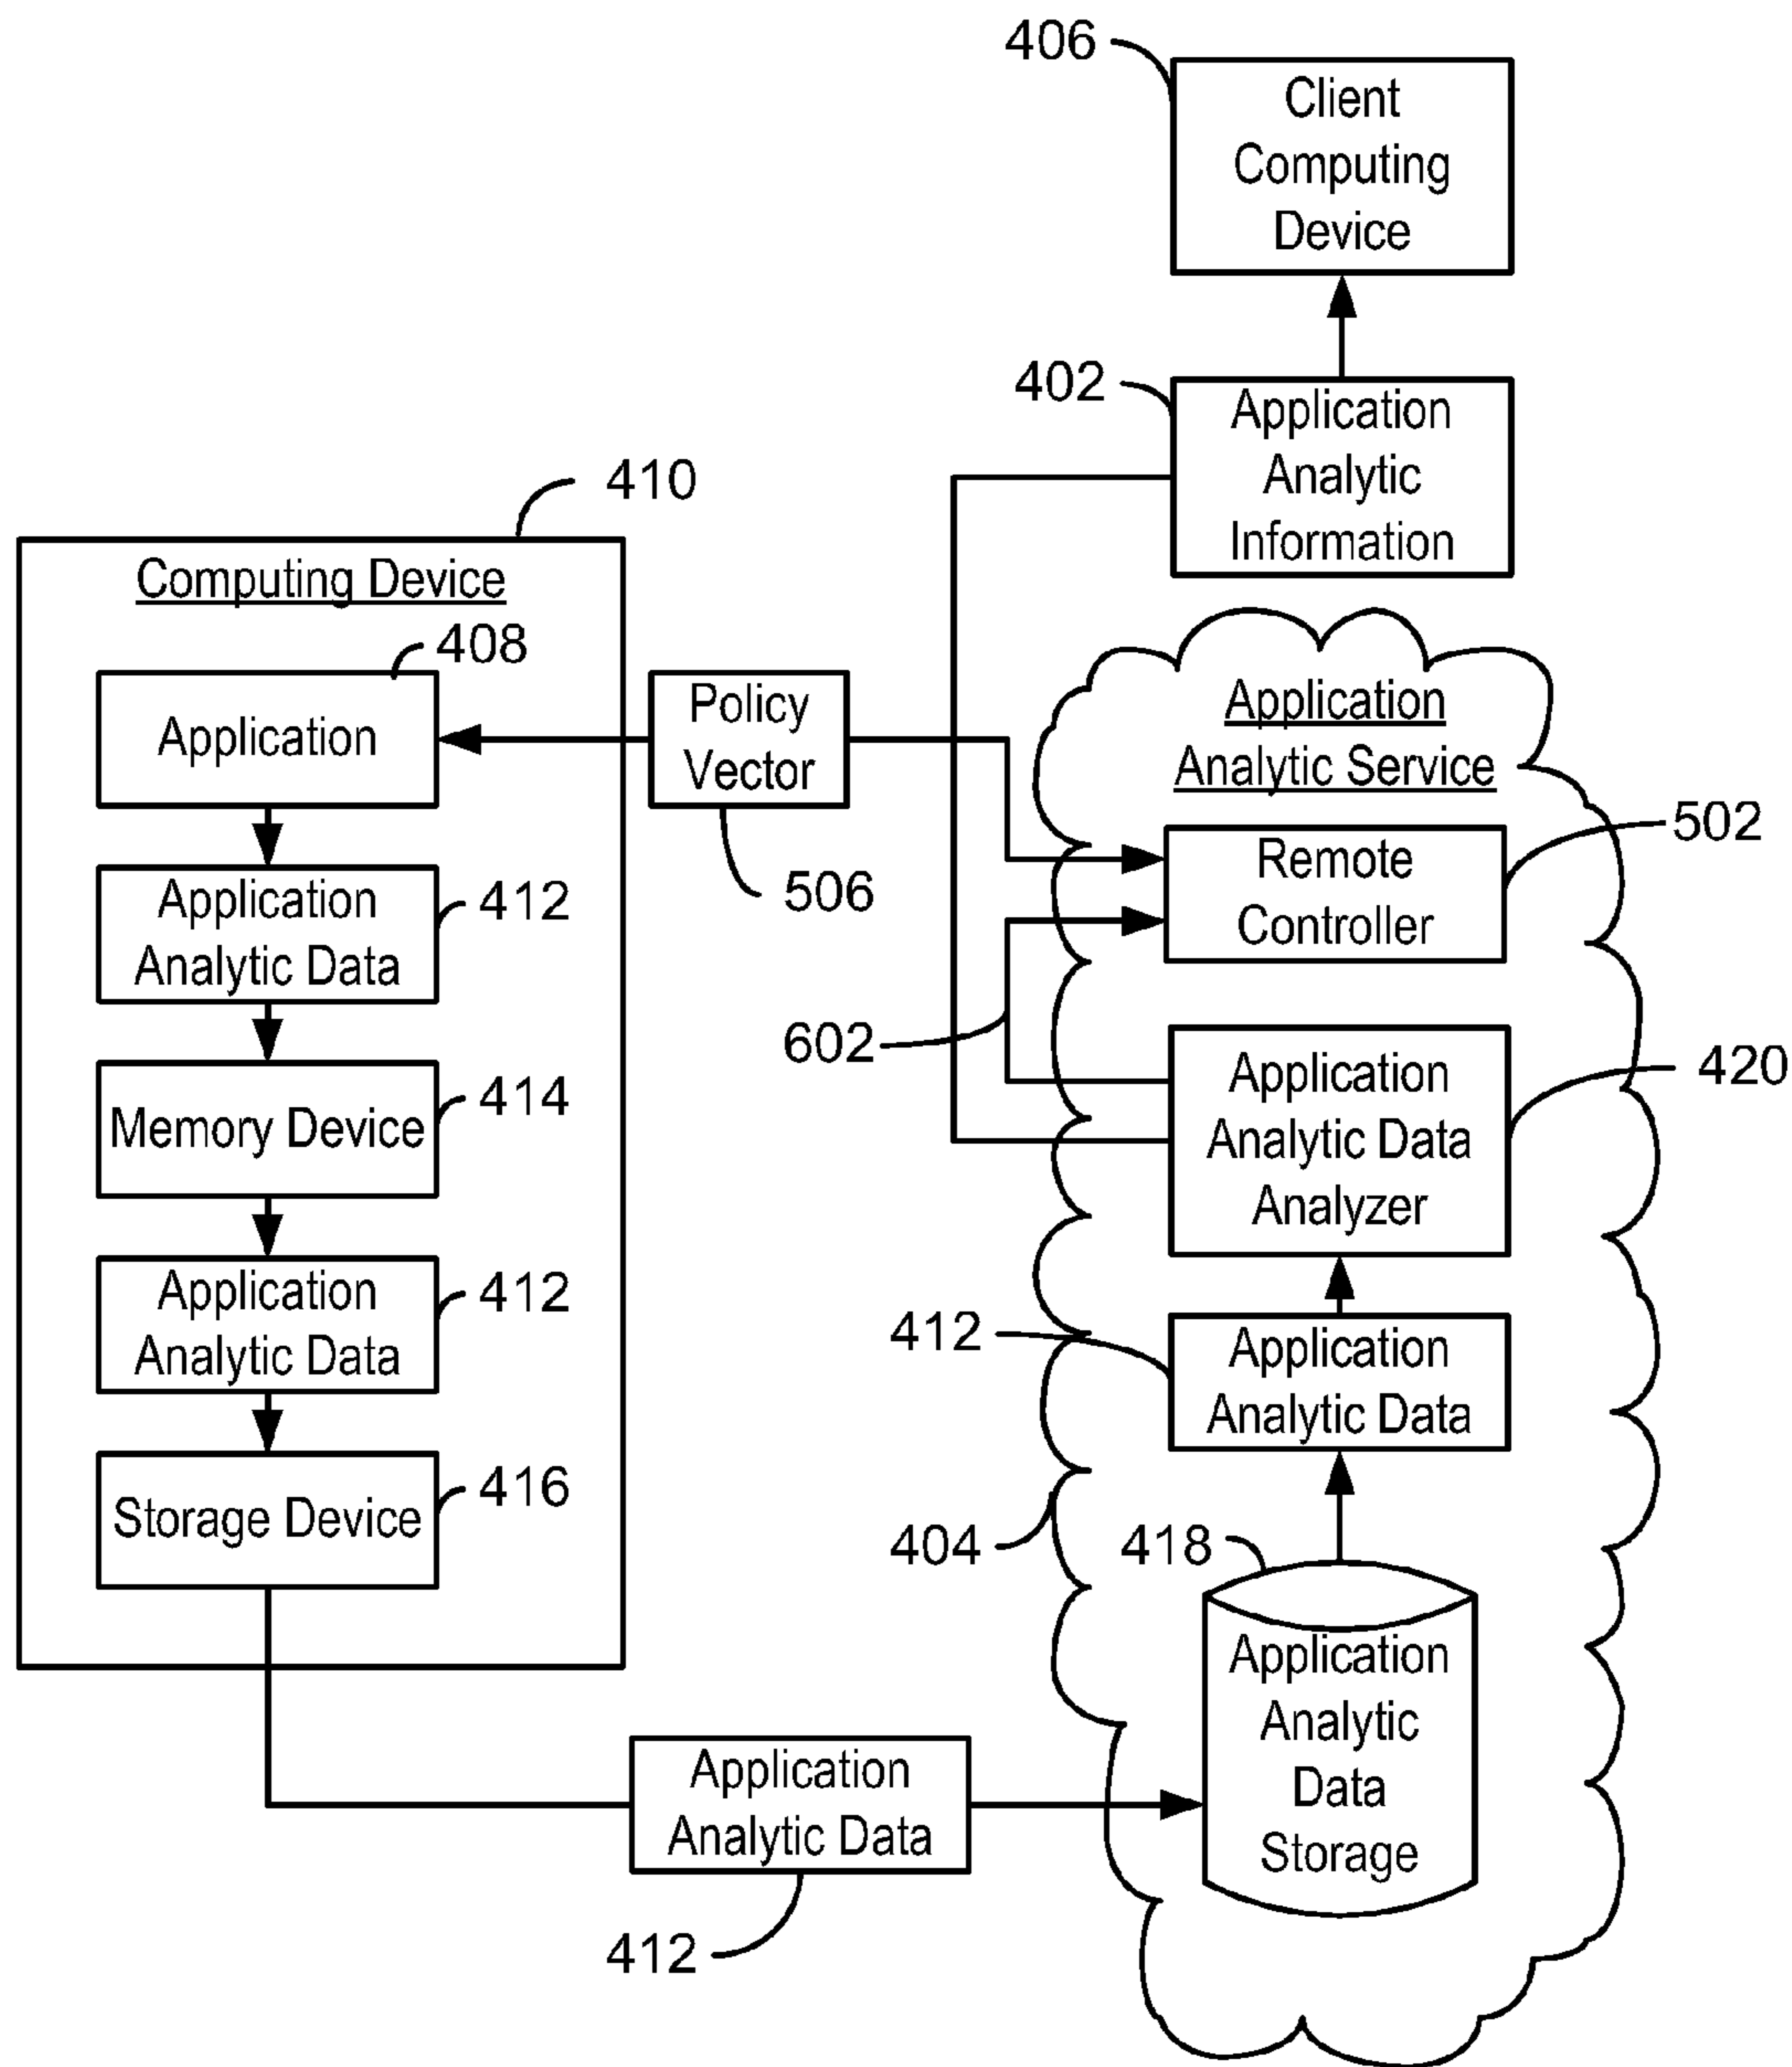 406
Client
Computing
Device
402
Application
Analytic
Information
410
Computing Device
408
Application
Policy
Vector
506
Application
Analytic Data
412
Memory Device
414
Application
Analytic Data
412
Storage Device
416
Application
Analytic Data
412
Application
Analytic Service
Remote
Controller
502
602
Application
Analytic Data
Analyzer
420
412
Application
Analytic Data
404
418
Application
Analytic
Data
Storage